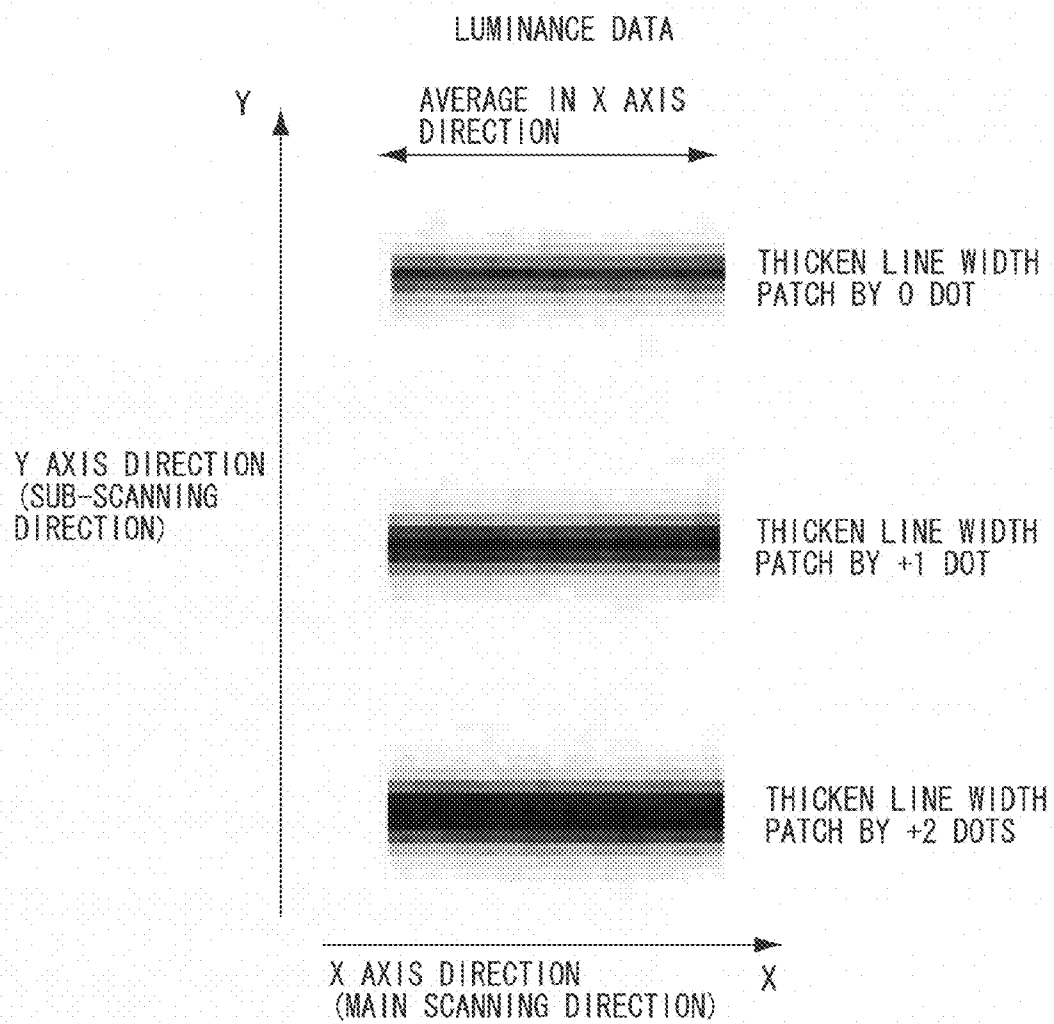 LUMINANCE DATA
Y
AVERAGE IN X AXIS
DIRECTION
THICKEN LINE WIDTH
PATCH BY 0 DOT
Y AXIS DIRECTION
(SUB-SCANNING
DIRECTION)
THICKEN LINE WIDTH
PATCH BY +1 DOT
THICKEN LINE WIDTH
PATCH BY +2 DOTS
X AXIS DIRECTION
(MAIN SCANNING DIRECTION)
X